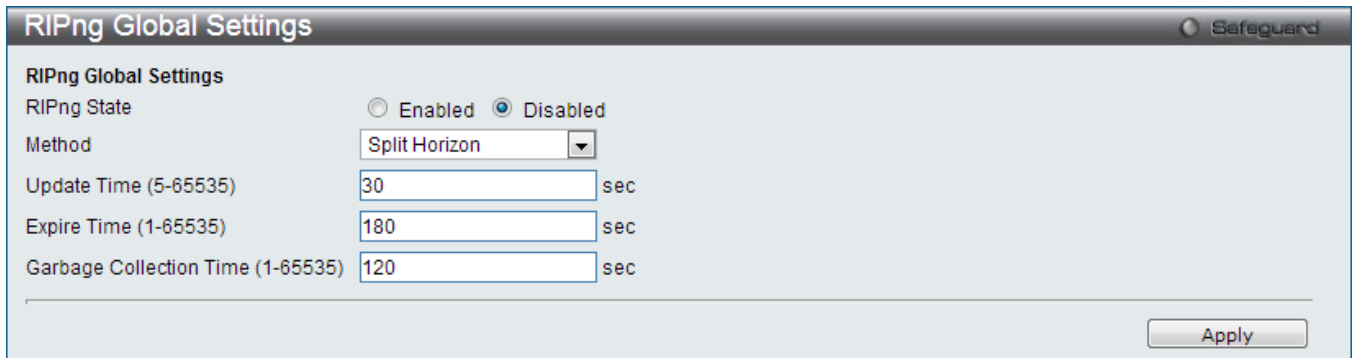 RIPng Global Settings
Safeguard
RIPng Global Settings
RIPng State Enabled Disabled
Method Split Horizon
Update Time (5-65535) 30 sec
Expire Time (1-65535) 180 sec
Garbage Collection Time (1-65535) 120 sec
Apply